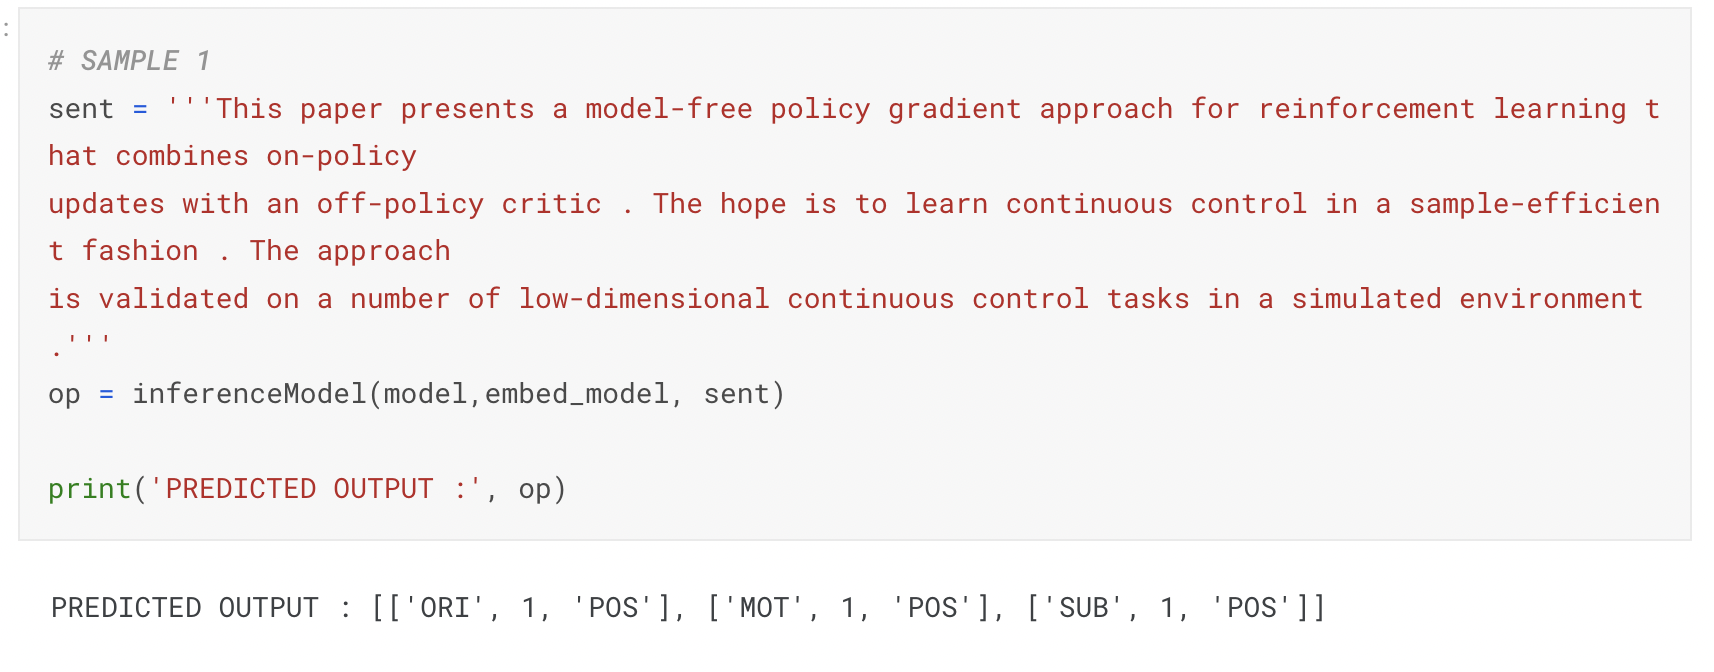 :
# SAMPLE 1
sent = '''This paper presents a model-free policy gradient approach for reinforcement learning t
hat combines on-policy
updates with an off-policy critic . The hope is to learn continuous control in a sample-efficien
t fashion . The approach
is validated on a number of low-dimensional continuous control tasks in a simulated environment
.'''
op = inferenceModel(model,embed_model, sent)
print('PREDICTED OUTPUT :', op)
PREDICTED OUTPUT : [['ORI', 1, 'POS'], ['MOT', 1, 'POS'], ['SUB', 1, 'POS']]